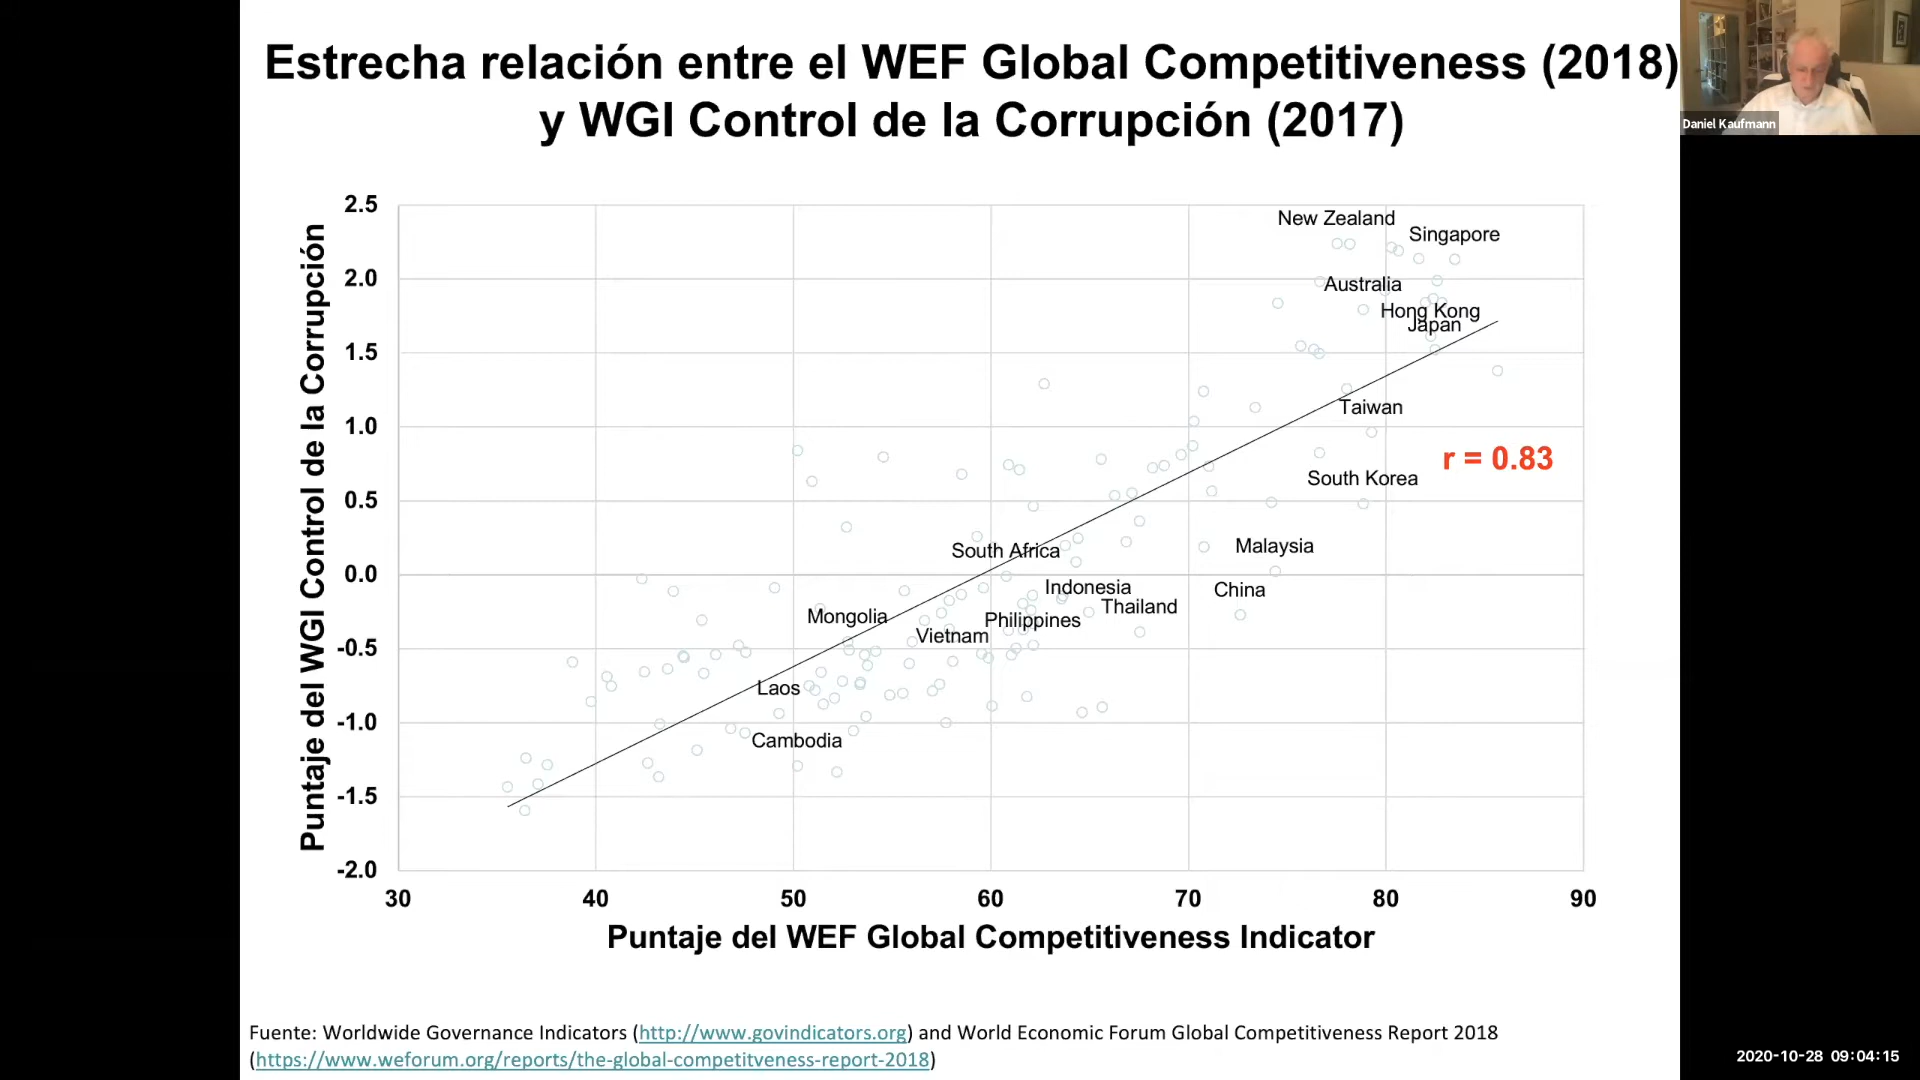 Estrecha relación entre el WEF Global Competitiveness (2018)
y WGI Control de la Corrupción (2017)
Daniel Kaufmann
Puntaje del WGI Control de la Corrupción
2.5
2.0
1.5
1.0
0.5
0.0
-0.5
-1.0
-1.5
-2.0
New Zealand
Singapore
Australia
Hong Kong
Japan
Taiwan
r = 0.83
South Korea
South Africa
Malaysia
Indonesia
China
Thailand
Mongolia
Philippines
Vietnam
Laos
Cambodia
30 40 50 60 70 80 90
Puntaje del WEF Global Competitiveness Indicator
Fuente: Worldwide Governance Indicators (http://www.govindicators.org) and World Economic Forum Global Competitiveness Report 2018
(https://www.weforum.org/reports/the-global-competitveness-report-2018)
2020-10-28 09:04:15